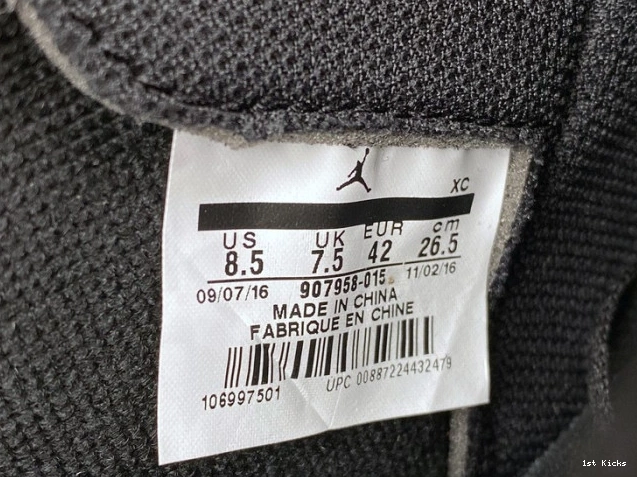 XC
US UK EUR cm
8.5 7.5 42 26.5
09/07/16 907958-015 11/02/16
MADE IN CHINA
FABRIQUE EN CHINE
106997501 UPC 00887224432479
1st Kicks